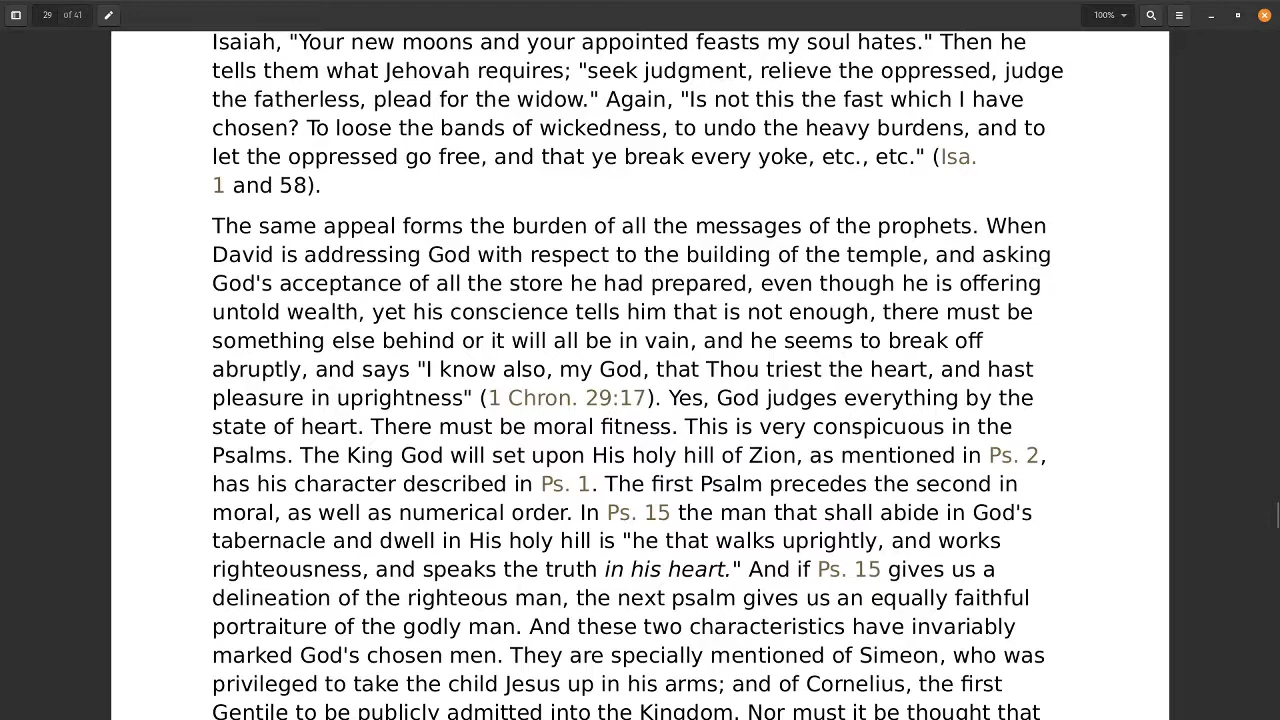 29 of 41
100%
Isaiah, "Your new moons and your appointed feasts my soul hates." Then he
tells them what Jehovah requires; "seek judgment, relieve the oppressed, judge
the fatherless, plead for the widow." Again, "Is not this the fast which I have
chosen? To loose the bands of wickedness, to undo the heavy burdens, and to
let the oppressed go free, and that ye break every yoke, etc., etc." (Isa.
1 and 58).
The same appeal forms the burden of all the messages of the prophets. When
David is addressing God with respect to the building of the temple, and asking
God's acceptance of all the store he had prepared, even though he is offering
untold wealth, yet his conscience tells him that is not enough, there must be
something else behind or it will all be in vain, and he seems to break off
abruptly, and says "I know also, my God, that Thou triest the heart, and hast
pleasure in uprightness" (1 Chron. 29:17). Yes, God judges everything by the
state of heart. There must be moral fitness. This is very conspicuous in the
Psalms. The King God will set upon His holy hill of Zion, as mentioned in Ps. 2,
has his character described in Ps. 1. The first Psalm precedes the second in
moral, as well as numerical order. In Ps. 15 the man that shall abide in God's
tabernacle and dwell in His holy hill is "he that walks uprightly, and works
righteousness, and speaks the truth in his heart." And if Ps. 15 gives us a
delineation of the righteous man, the next psalm gives us an equally faithful
portraiture of the godly man. And these two characteristics have invariably
marked God's chosen men. They are specially mentioned of Simeon, who was
privileged to take the child Jesus up in his arms; and of Cornelius, the first
Gentile to be publicly admitted into the Kingdom. Nor must it be thought that